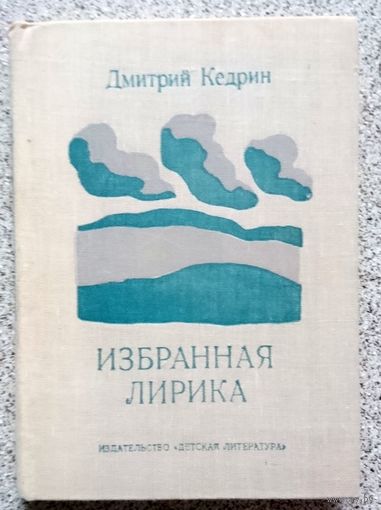 Дмитрий Кедрин
ИЗБРАННАЯ
ЛИРИКА
ИЗДАТЕЛЬСТВО «ДЕТСКАЯ ЛИТЕРАТУРА»